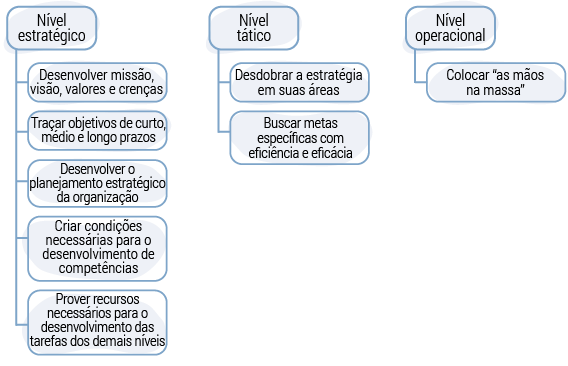 Nível
estratégico
Desenvolver missão,
visão, valores e crenças
Traçar objetivos de curto,
médio e longo prazos
Desenvolver o
planejamento estratégico
da organização
Criar condições
necessárias para o
desenvolvimento de
competências
Prover recursos
necessários para o
desenvolvimento das
tarefas dos demais níveis
Nível
tático
Desdobrar a estratégia
em suas áreas
Buscar metas
específicas com
eficiência e eficácia
Nível
operacional
Colocar “as mãos
na massa”